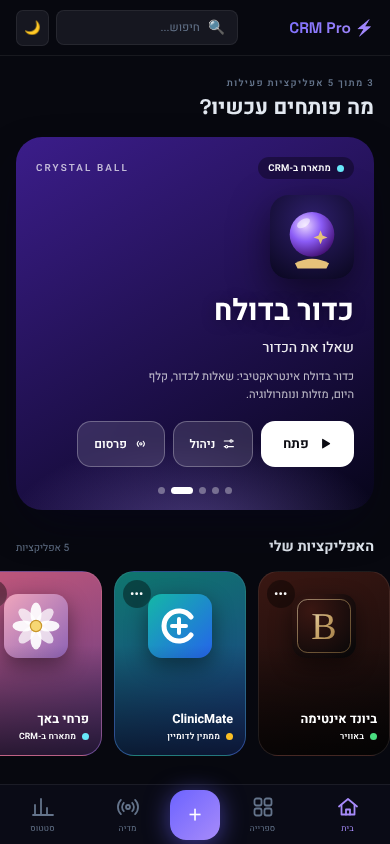 CRM Pro
חיפוש...
3 מתוך 5 אפליקציות פעילות
מה פותחים עכשיו?
מתארח ב-CRM
CRYSTAL BALL
כדור בדולח
שאלו את הכדור
כדור בדולח אינטראקטיבי: שאלות לכדור, קלף
היום, מזלות ונומרולוגיה.
פתח
ניהול
פרסום
האפליקציות שלי
5 אפליקציות
B
ביונד אינטימה
באוויר
ClinicMate
ממתין לדומיין
פרחי באך
מתארח ב-CRM
בית
ספרייה
מדיה
סטטוס